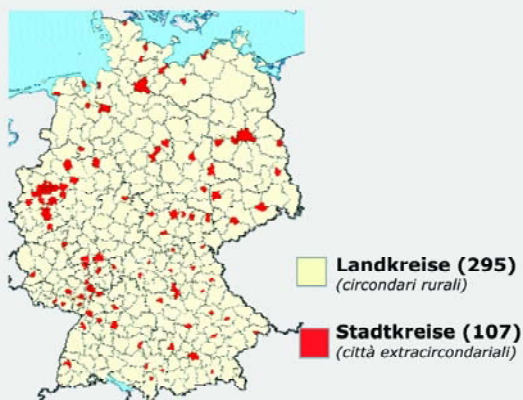 Landkreise (295)
(circondari rurali)
Stadtkreise (107)
(città extracircondariali)